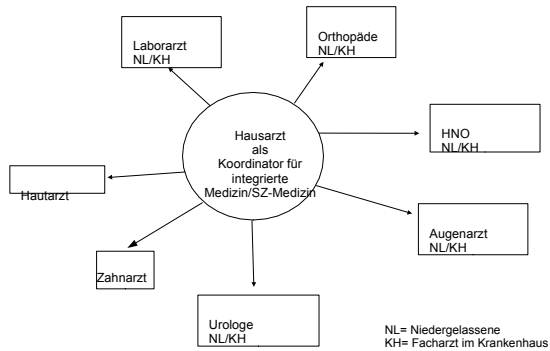 Laborarzt
NL/KH
Orthopäde
NL/KH
Hausarzt
als
Koordinator für
integrierte
Medizin/SZ-Medizin
HNO
NL/KH
Hautarzt
Augenarzt
NL/KH
Zahnarzt
Urologe
NL/KH
NL= Niedergelassene
KH= Facharzt im Krankenhaus